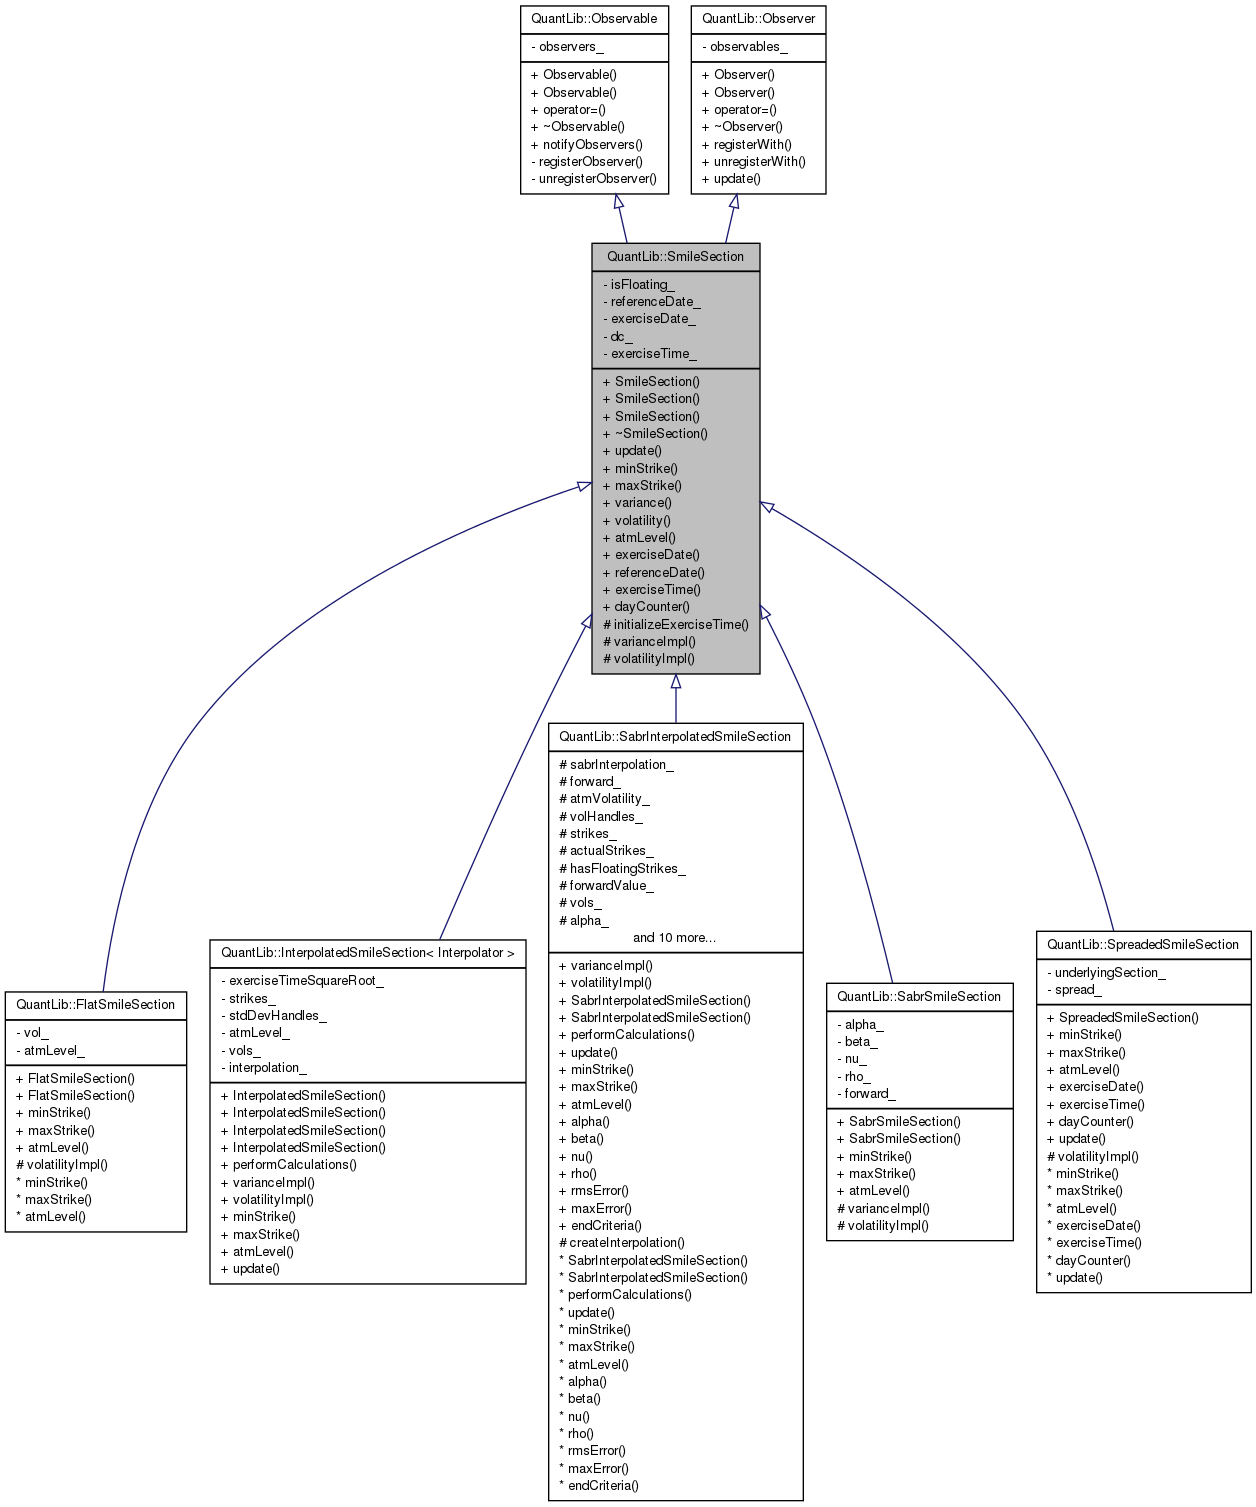 QuantLib::Observable
- observers_
+ Observable()
+ Observable()
+ operator=()
+ ~Observable()
+ notifyObservers()
- registerObserver()
- unregisterObserver()
QuantLib::Observer
- observables_
+ Observer()
+ Observer()
+ operator=()
+ ~Observer()
+ registerWith()
+ unregisterWith()
+ update()
QuantLib::SmileSection
- isFloating_
- referenceDate_
- exerciseDate_
- dc_
- exerciseTime_
+ SmileSection()
+ SmileSection()
+ SmileSection()
+ ~SmileSection()
+ update()
+ minStrike()
+ maxStrike()
+ variance()
+ volatility()
+ atmLevel()
+ exerciseDate()
+ referenceDate()
+ exerciseTime()
+ dayCounter()
# initializeExerciseTime()
# varianceImpl()
# volatilityImpl()
QuantLib::FlatSmileSection
- vol_
- atmLevel_
+ FlatSmileSection()
+ FlatSmileSection()
+ minStrike()
+ maxStrike()
+ atmLevel()
# volatilityImpl()
* minStrike()
* maxStrike()
* atmLevel()
QuantLib::InterpolatedSmileSection< Interpolator >
- exerciseTimeSquareRoot_
- strikes_
- stdDevHandles_
- atmLevel_
- vols_
- interpolation_
+ InterpolatedSmileSection()
+ InterpolatedSmileSection()
+ InterpolatedSmileSection()
+ InterpolatedSmileSection()
+ performCalculations()
+ varianceImpl()
+ volatilityImpl()
+ minStrike()
+ maxStrike()
+ atmLevel()
+ update()
QuantLib::SabrInterpolatedSmileSection
# sabrInterpolation_
# forward_
# atmVolatility_
# volHandles_
# strikes_
# actualStrikes_
# hasFloatingStrikes_
# forwardValue_
# vols_
# alpha_
and 10 more...
+ varianceImpl()
+ volatilityImpl()
+ SabrInterpolatedSmileSection()
+ SabrInterpolatedSmileSection()
+ performCalculations()
+ update()
+ minStrike()
+ maxStrike()
+ atmLevel()
+ alpha()
+ beta()
+ nu()
+ rho()
+ rmsError()
+ maxError()
+ endCriteria()
# createInterpolation()
* SabrInterpolatedSmileSection()
* SabrInterpolatedSmileSection()
* performCalculations()
* update()
* minStrike()
* maxStrike()
* atmLevel()
* alpha()
* beta()
* nu()
* rho()
* rmsError()
* maxError()
* endCriteria()
QuantLib::SabrSmileSection
- alpha_
- beta_
- nu_
- rho_
- forward_
+ SabrSmileSection()
+ SabrSmileSection()
+ minStrike()
+ maxStrike()
+ atmLevel()
# varianceImpl()
# volatilityImpl()
QuantLib::SpreadedSmileSection
- underlyingSection_
- spread_
+ SpreadedSmileSection()
+ minStrike()
+ maxStrike()
+ atmLevel()
+ exerciseDate()
+ exerciseTime()
+ dayCounter()
+ update()
# volatilityImpl()
* minStrike()
* maxStrike()
* atmLevel()
* exerciseDate()
* exerciseTime()
* dayCounter()
* update()